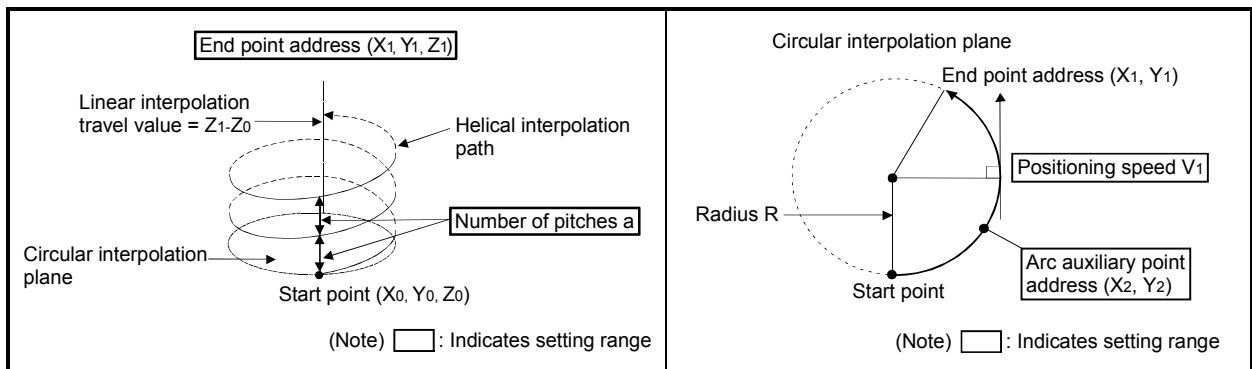 End point address (X1, Y1, Z1)
Linear interpolation
travel value = Z1-Z0
Helical interpolation
path
Number of pitches a
Circular interpolation
plane
Start point (X0, Y0, Z0)
(Note) : Indicates setting range
Circular interpolation plane
End point address (X1, Y1)
Positioning speed V1
Radius R
Arc auxiliary point
address (X2, Y2)
Start point
(Note) : Indicates setting range